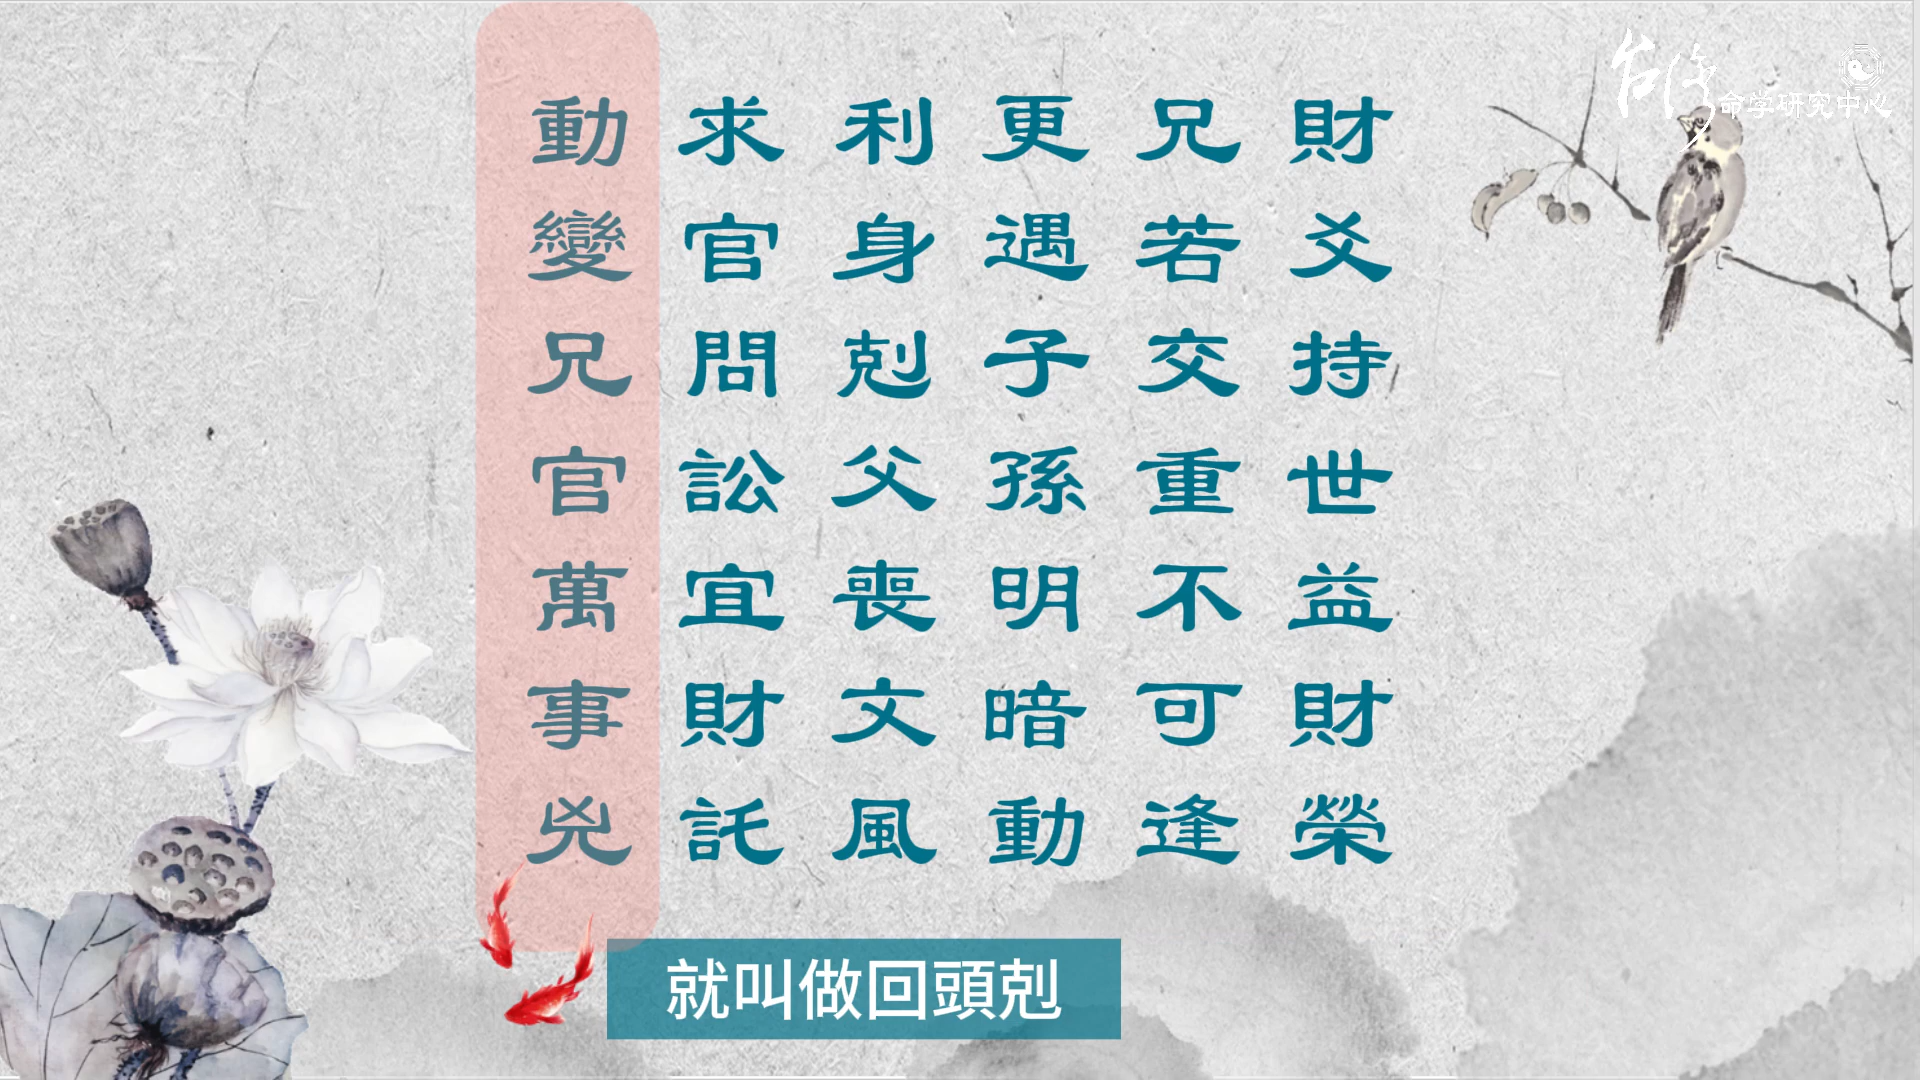 財爻持世益財榮
兄若交重不可逢
更遇子孫明暗動
利身剋父喪文風
求官問訟宜財託
動變兄官萬事兇
就叫做回頭剋
台灣
命学研究中心